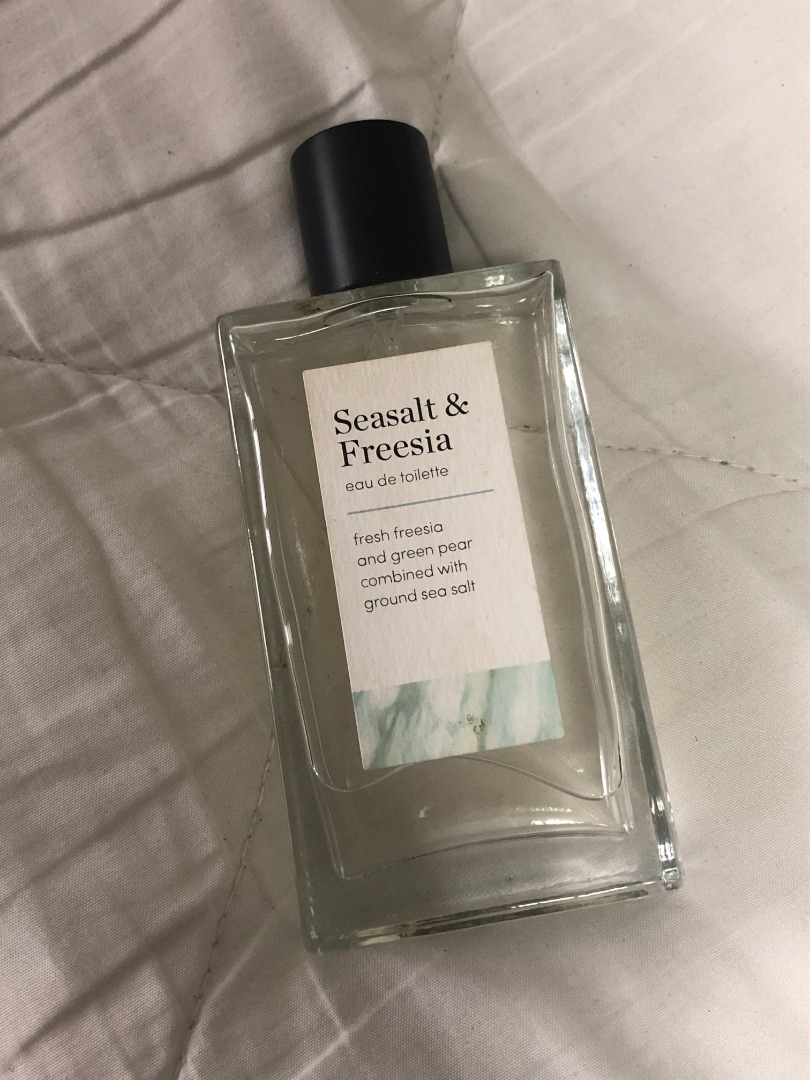 Seasalt &
Freesia
eau de toilette
fresh freesia
and green pear
combined with
ground sea salt